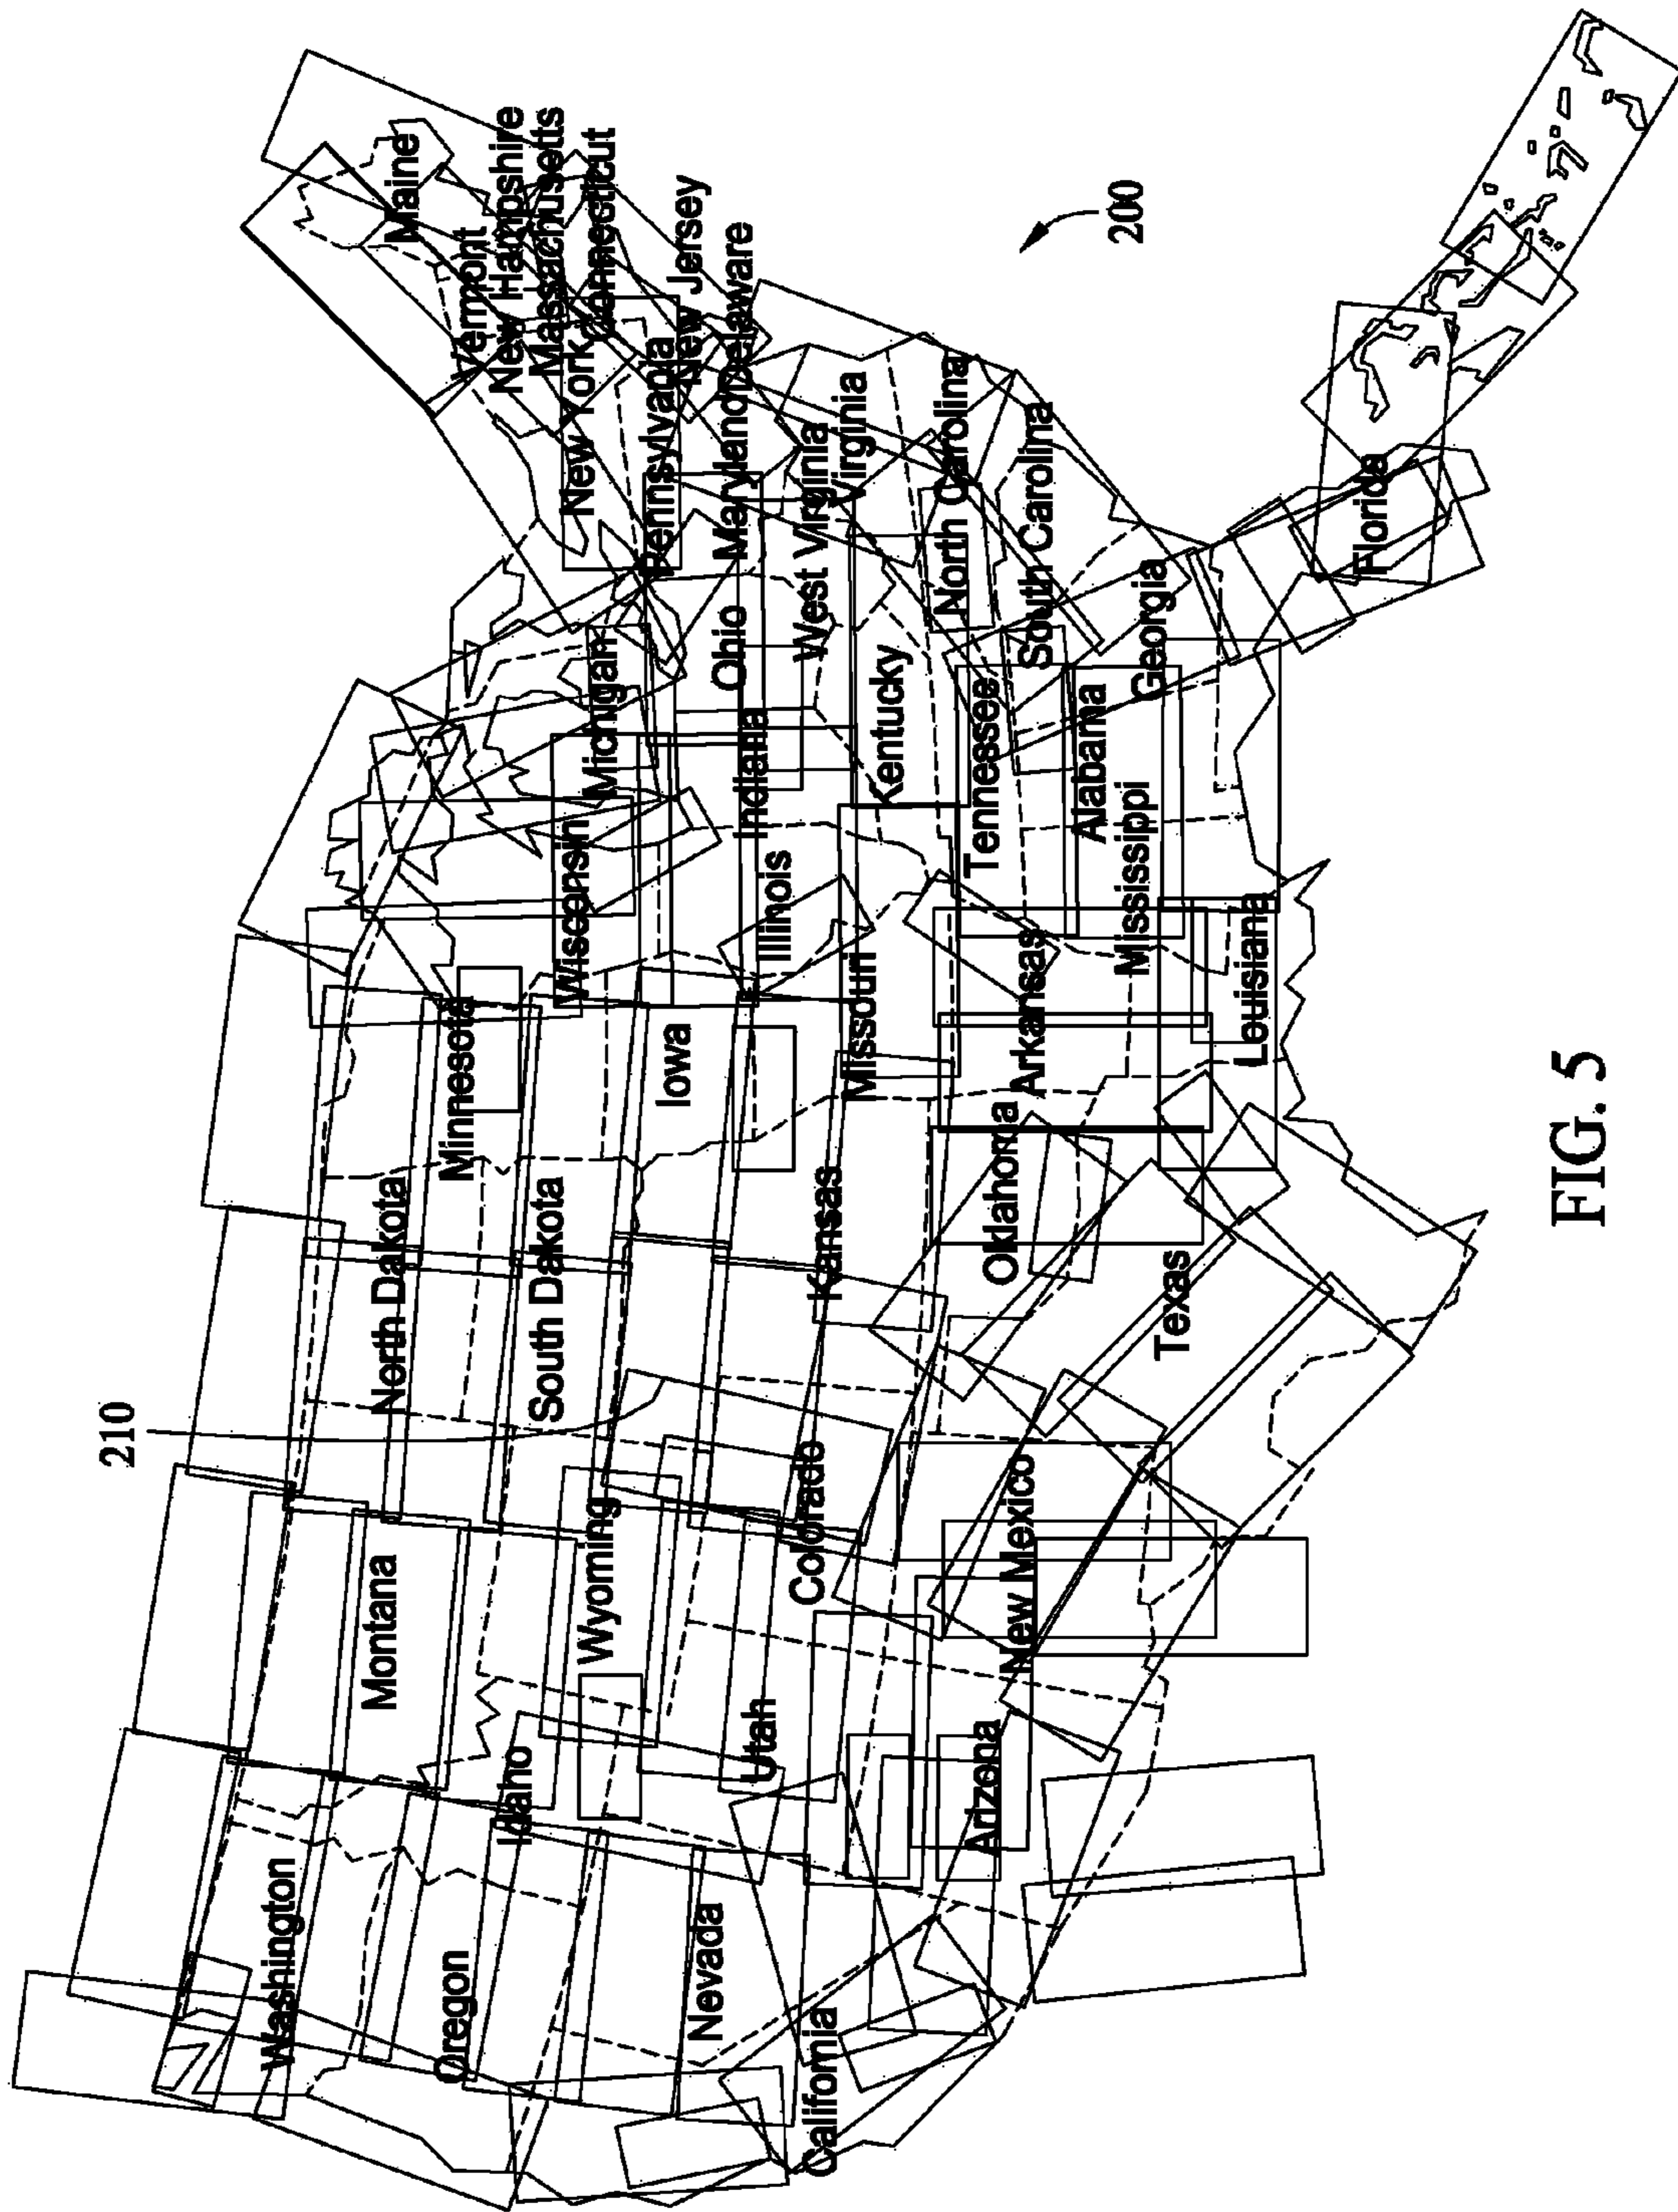 210
Washington
Montana
North Dakota
Maine
Oregon
Minnesota
Vermont
Idaho
South Dakota
New Hampshire
Massachusetts
Wyoming
Wisconsin
Michigan
New York
Connecticut
Nevada
Iowa
Pennsylvania
New Jersey
Utah
Indiana
Ohio
Maryland
Delaware
California
Colorado
Kansas
Illinois
West Virginia
Missouri
Virginia
Kentucky
North Carolina
Arizona
New Mexico
Oklahoma
Arkansas
Tennessee
South Carolina
Alabama
Mississippi
Georgia
200
Texas
Louisiana
Florida
FIG. 5